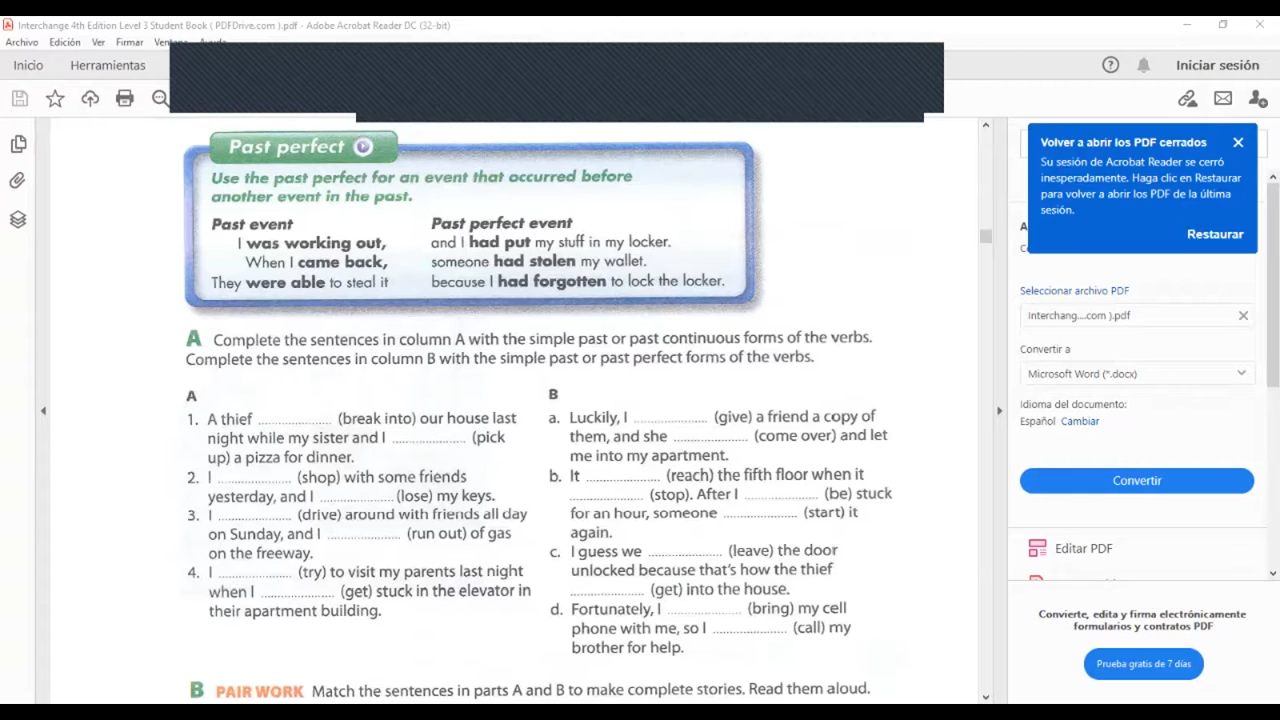 Interchange 4th Edition Level 3 Student Book ( PDFDrive.com ).pdf - Adobe Acrobat Reader DC (32-bit)
Archivo Edición Ver Firmar
Inicio Herramientas
Iniciar sesión
Past perfect
Use the past perfect for an event that occurred before
another event in the past.
Past event Past perfect event
I was working out, and I had put my stuff in my locker.
When I came back, someone had stolen my wallet.
They were able to steal it because I had forgotten to lock the locker.
A Complete the sentences in column A with the simple past or past continuous forms of the verbs.
Complete the sentences in column B with the simple past or past perfect forms of the verbs.
A
1. A thief .................. (break into) our house last
night while my sister and I .................. (pick
up) a pizza for dinner.
2. I .................. (shop) with some friends
yesterday, and I .................. (lose) my keys.
3. I .................. (drive) around with friends all day
on Sunday, and I .................. (run out) of gas
on the freeway.
4. I .................. (try) to visit my parents last night
when I .................. (get) stuck in the elevator in
their apartment building.
B
a. Luckily, I .................. (give) a friend a copy of
them, and she .................. (come over) and let
me into my apartment.
b. It .................. (reach) the fifth floor when it
.................. (stop). After I .................. (be) stuck
for an hour, someone .................. (start) it
again.
c. I guess we .................. (leave) the door
unlocked because that's how the thief
.................. (get) into the house.
d. Fortunately, I .................. (bring) my cell
phone with me, so I .................. (call) my
brother for help.
B PAIR WORK Match the sentences in parts A and B to make complete stories. Read them aloud.
Volver a abrir los PDF cerrados
Su sesión de Acrobat Reader se cerró
inesperadamente. Haga clic en Restaurar
para volver a abrir los PDF de la última
sesión.
Restaurar
Seleccionar archivo PDF
Interchang....com ).pdf
Convertir a
Microsoft Word (*.docx)
Idioma del documento:
Español Cambiar
Convertir
Editar PDF
Convierte, edita y firma electrónicamente
formularios y contratos PDF
Prueba gratis de 7 días